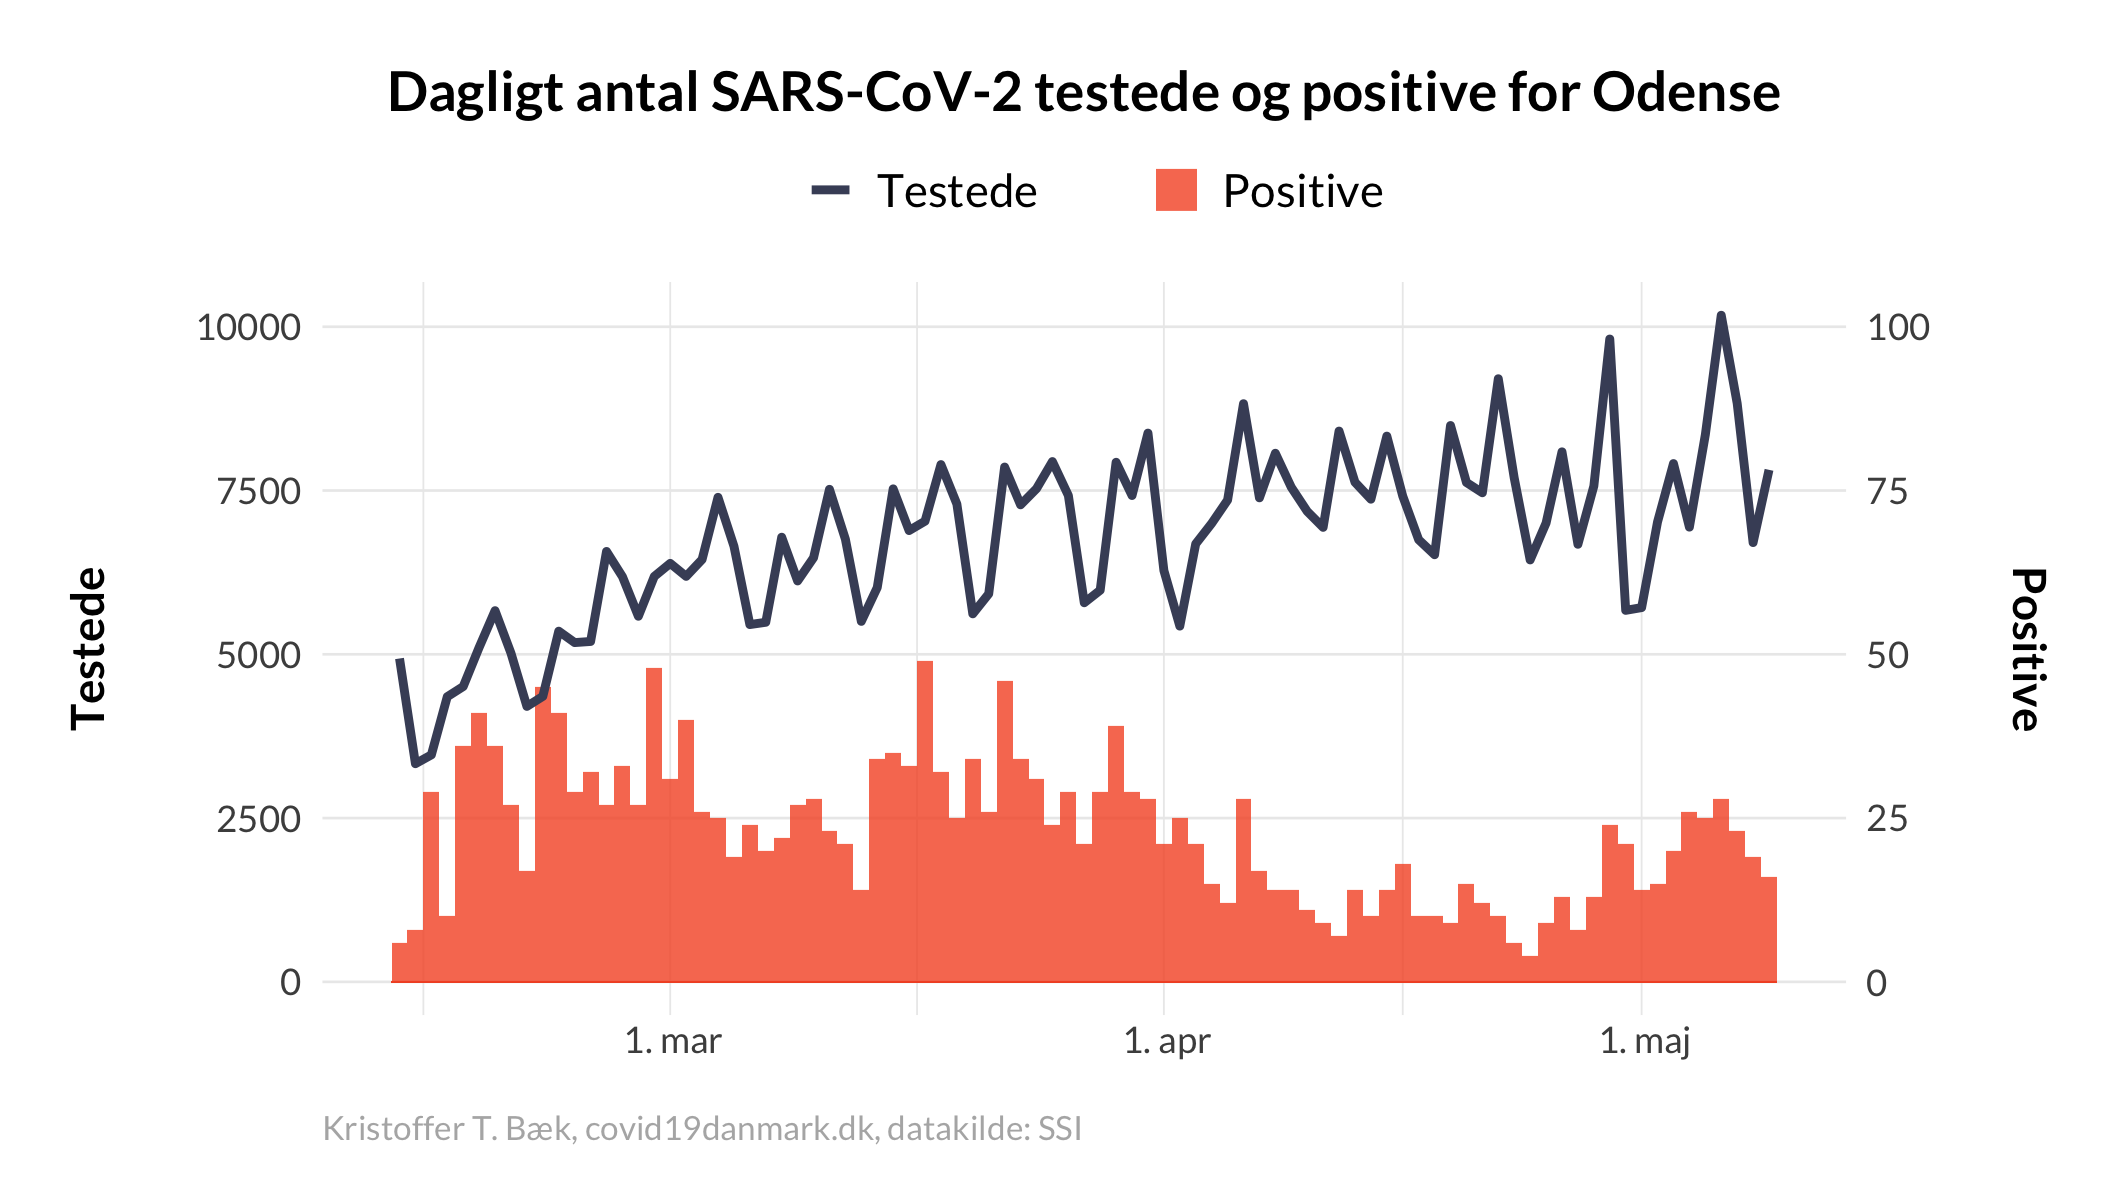 Dagligt antal SARS-CoV-2 testede og positive for Odense
Testede
Positive
10000
7500
5000
2500
0
100
75
50
25
0
Testede
Positive
1. mar
1. apr
1. maj
Kristoffer T. Bæk, covid19danmark.dk, datakilde: SSI